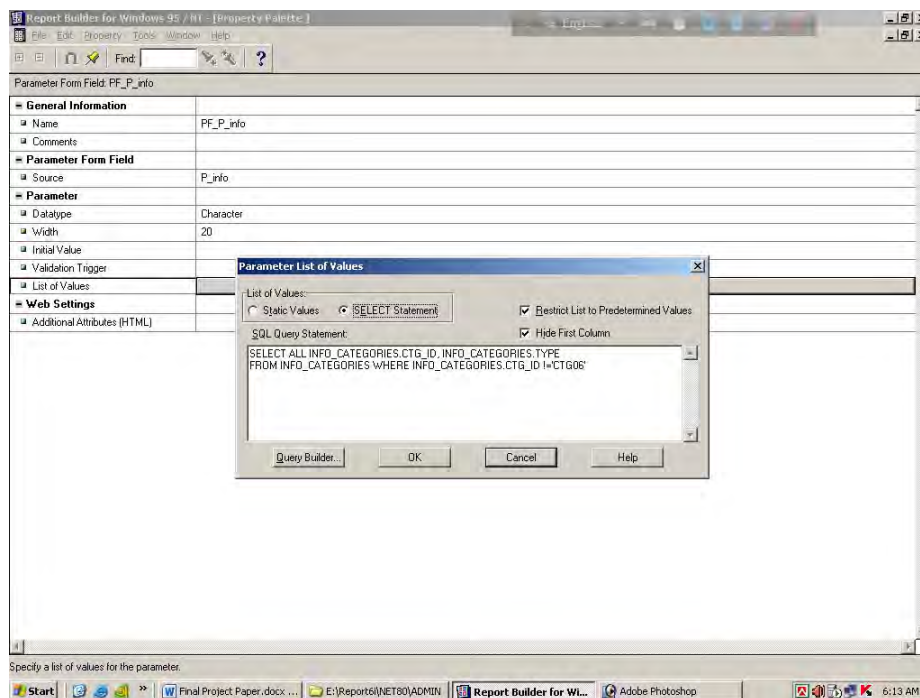 Report Builder for Windows 95 / NT - [Property Palette ]
File Edit Property Tools Window Help
Find:
Parameter Form Field: PF_P_info
General Information
Name PF_P_info
Comments
Parameter Form Field
Source P_info
Parameter
Datatype Character
Width 20
Initial Value
Validation Trigger
List of Values
Web Settings
Additional Attributes (HTML)
Parameter List of Values
List of Values:
Static Values SELECT Statement Restrict List to Predetermined Values
SQL Query Statement: Hide First Column
SELECT ALL INFO_CATEGORIES.CTG_ID, INFO_CATEGORIES.TYPE
FROM INFO_CATEGORIES WHERE INFO_CATEGORIES.CTG_ID !='CTG06'
Query Builder... OK Cancel Help
Specify a list of values for the parameter.
Start » Final Project Paper.docx ... E:\Report6i\NET80\ADMIN Report Builder for Wi... Adobe Photoshop 6:13 AM